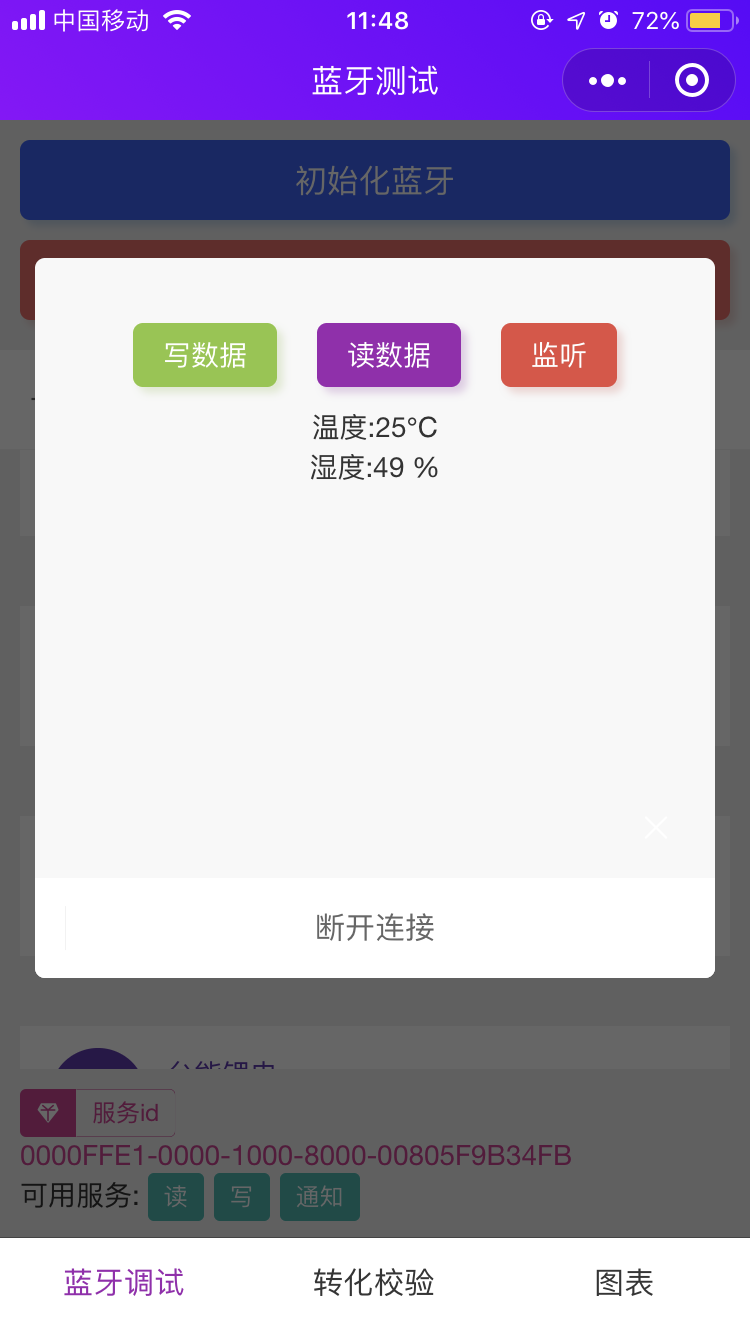 中国移动 11:48 72%
蓝牙测试
初始化蓝牙
写数据 读数据 监听
温度:25°C
湿度:49 %
断开连接
服务id
0000FFE1-0000-1000-8000-00805F9B34FB
可用服务: 读 写 通知
蓝牙调试 转化校验 图表